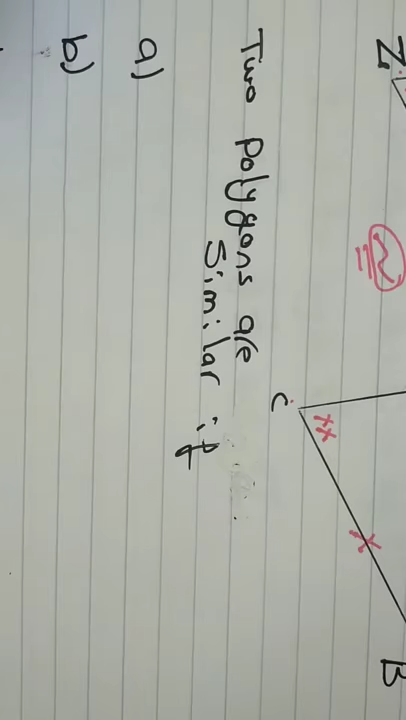 Z
≅
C
B
Two polygons are
Similar if
a)
b)